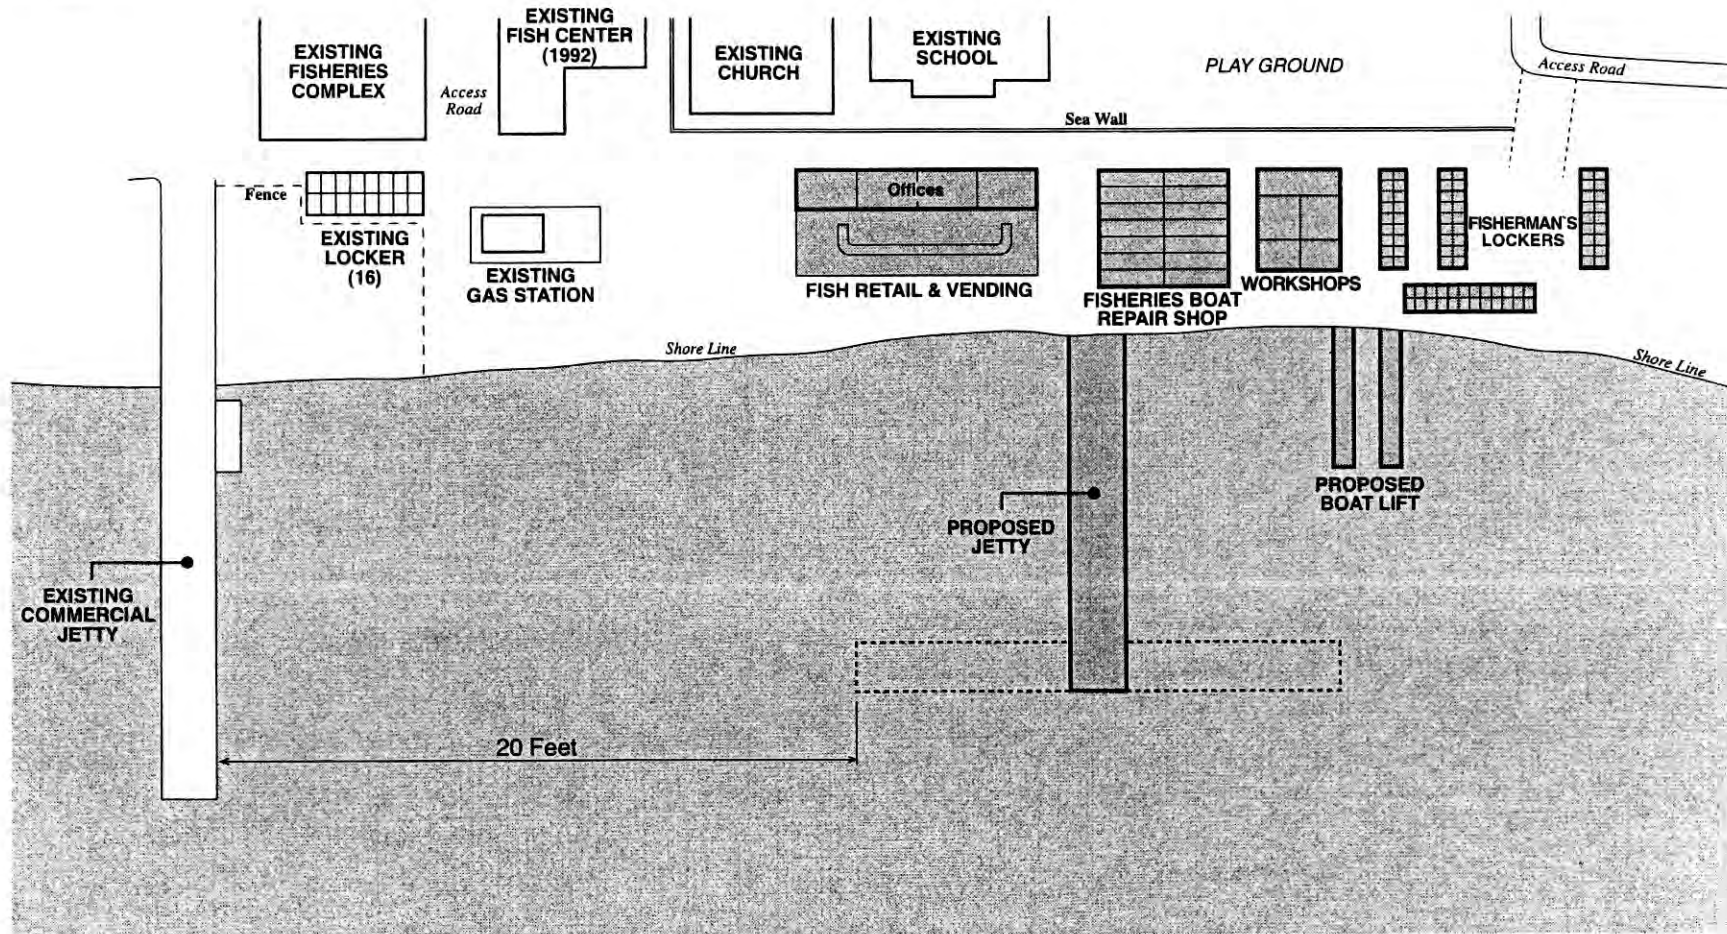 EXISTING
FISHERIES
COMPLEX
Access
Road
EXISTING
FISH CENTER
(1992)
EXISTING
CHURCH
EXISTING
SCHOOL
PLAY GROUND
Access Road
Sea Wall
Fence
EXISTING
LOCKER
(16)
EXISTING
GAS STATION
Offices
FISH RETAIL & VENDING
FISHERIES BOAT
REPAIR SHOP
WORKSHOPS
FISHERMAN`S
LOCKERS
Shore Line
Shore Line
PROPOSED
BOAT LIFT
PROPOSED
JETTY
EXISTING
COMMERCIAL
JETTY
20 Feet